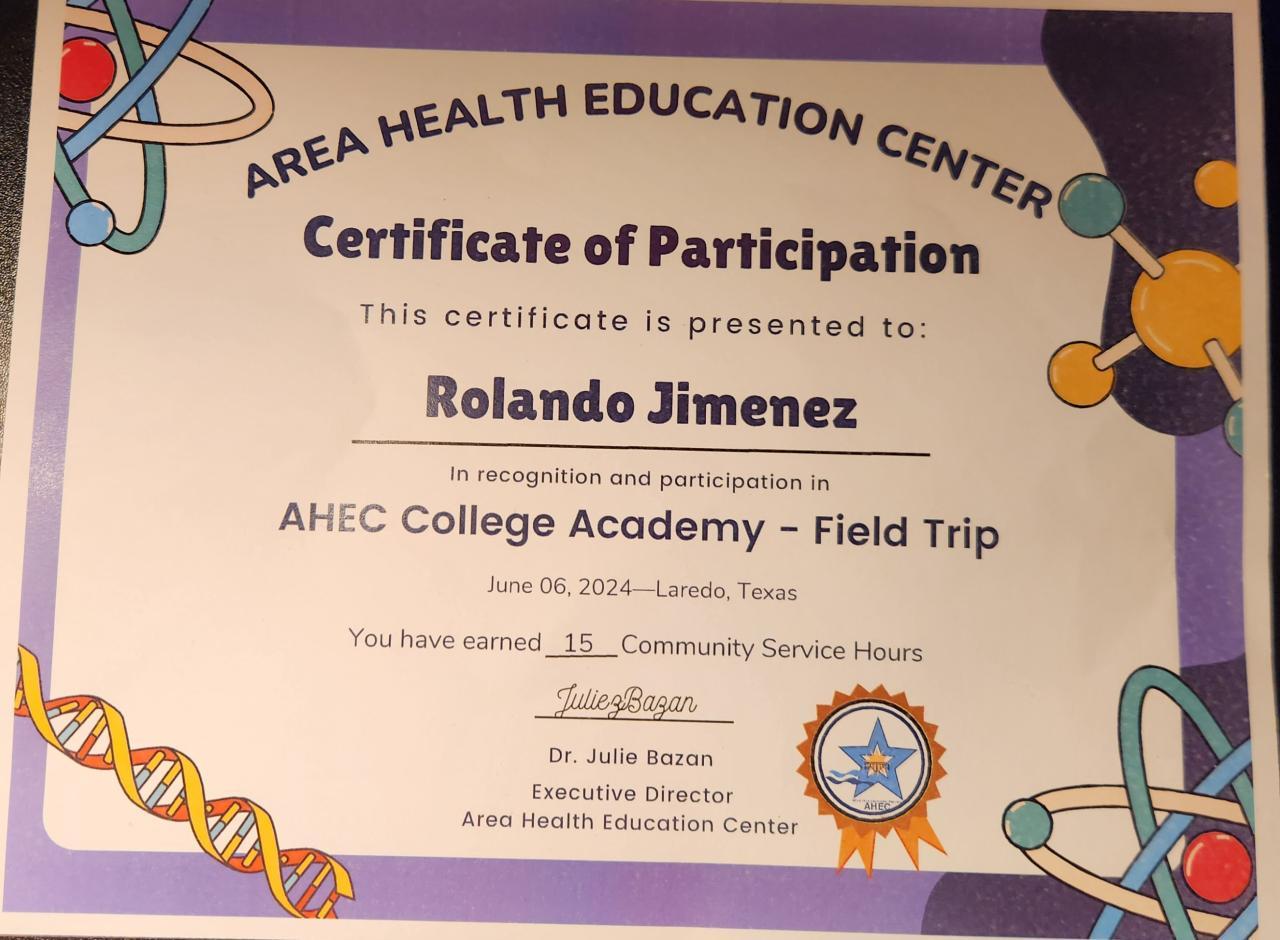 AREA HEALTH EDUCATION CENTER
Certificate of Participation
This certificate is presented to:
Rolando Jimenez
In recognition and participation in
AHEC College Academy - Field Trip
June 06, 2024—Laredo, Texas
You have earned 15 Community Service Hours
JuliezBazan
Dr. Julie Bazan
Executive Director
Area Health Education Center
AHEC